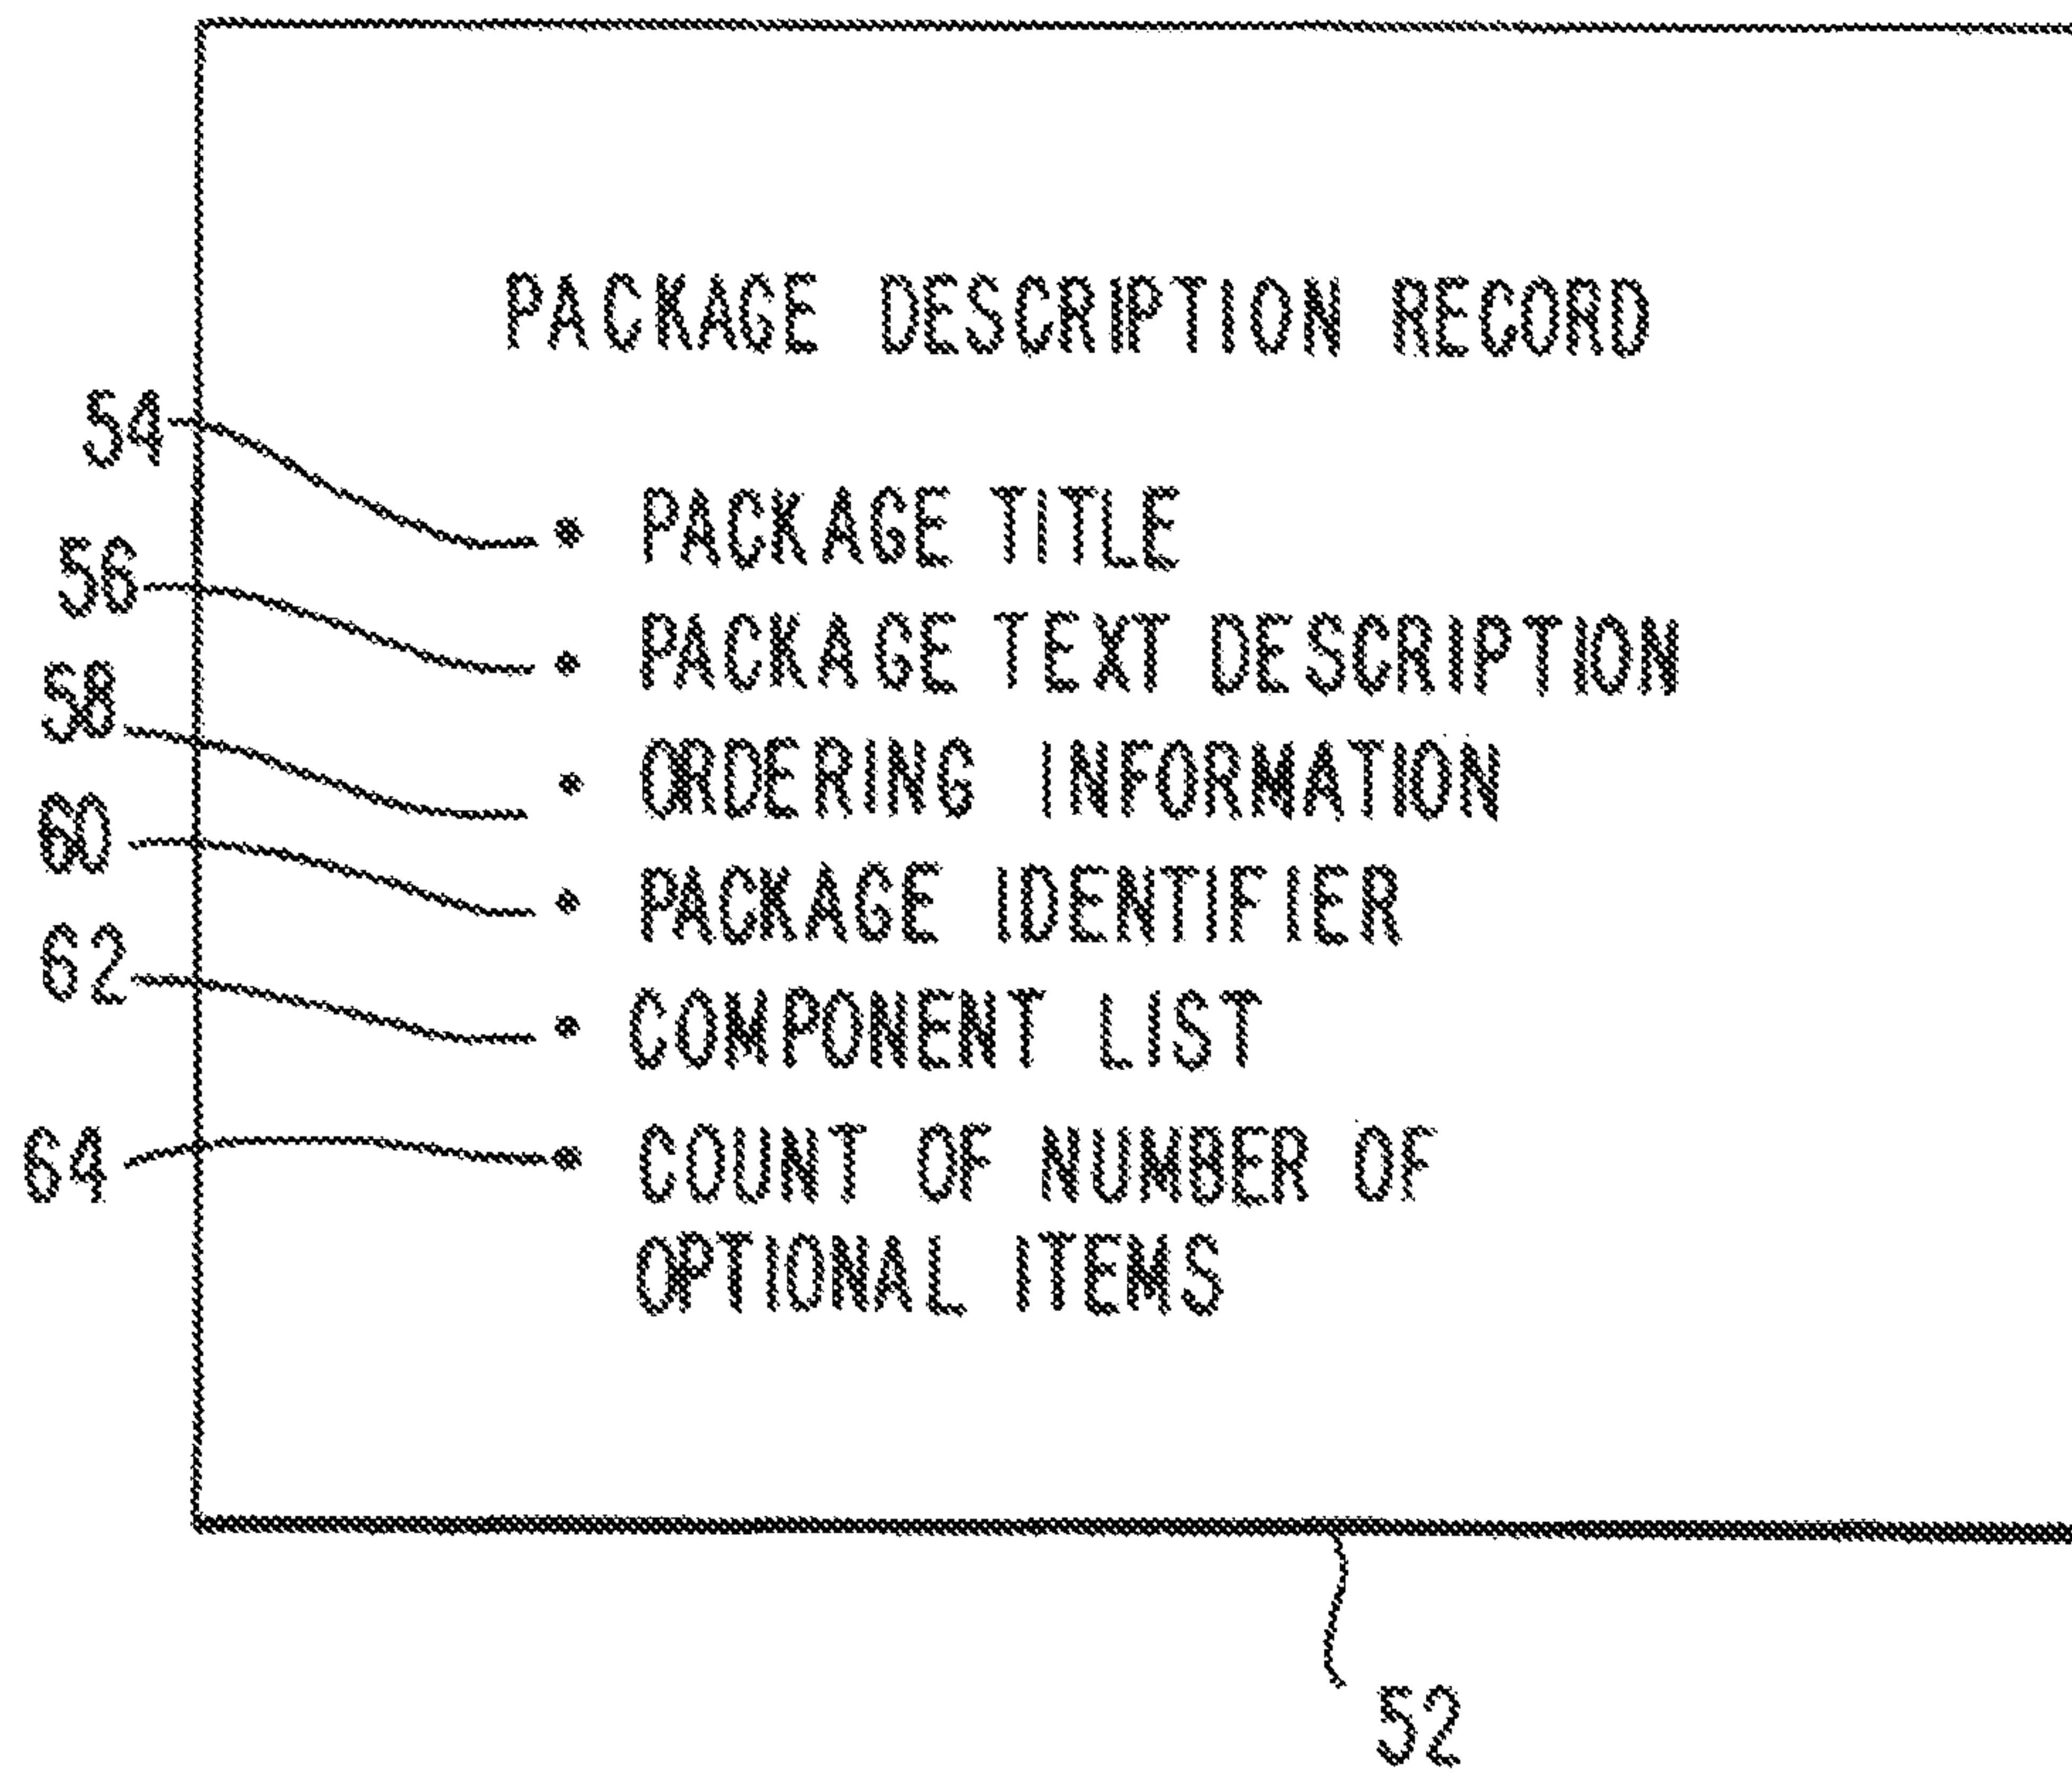 PACKAGE DESCRIPTION RECORD
54
• PACKAGE TITLE
56
• PACKAGE TEXT DESCRIPTION
58
• ORDERING INFORMATION
60
• PACKAGE IDENTIFIER
62
• COMPONENT LIST
64
• COUNT OF NUMBER OF
OPTIONAL ITEMS
52